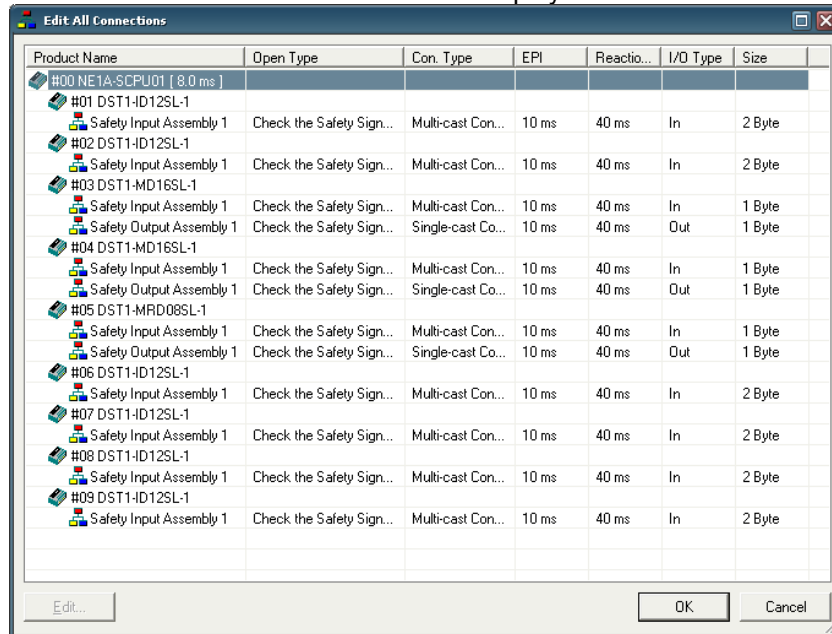 Edit All Connections
Product Name Open Type Con. Type EPI Reactio... I/O Type Size
#00 NE1A-SCPU01 [ 8.0 ms ]
#01 DST1-ID12SL-1
Safety Input Assembly 1 Check the Safety Sign... Multi-cast Con... 10 ms 40 ms In 2 Byte
#02 DST1-ID12SL-1
Safety Input Assembly 1 Check the Safety Sign... Multi-cast Con... 10 ms 40 ms In 2 Byte
#03 DST1-MD16SL-1
Safety Input Assembly 1 Check the Safety Sign... Multi-cast Con... 10 ms 40 ms In 1 Byte
Safety Output Assembly 1 Check the Safety Sign... Single-cast Co... 10 ms 40 ms Out 1 Byte
#04 DST1-MD16SL-1
Safety Input Assembly 1 Check the Safety Sign... Multi-cast Con... 10 ms 40 ms In 1 Byte
Safety Output Assembly 1 Check the Safety Sign... Single-cast Co... 10 ms 40 ms Out 1 Byte
#05 DST1-MRD08SL-1
Safety Input Assembly 1 Check the Safety Sign... Multi-cast Con... 10 ms 40 ms In 1 Byte
Safety Output Assembly 1 Check the Safety Sign... Single-cast Co... 10 ms 40 ms Out 1 Byte
#06 DST1-ID12SL-1
Safety Input Assembly 1 Check the Safety Sign... Multi-cast Con... 10 ms 40 ms In 2 Byte
#07 DST1-ID12SL-1
Safety Input Assembly 1 Check the Safety Sign... Multi-cast Con... 10 ms 40 ms In 2 Byte
#08 DST1-ID12SL-1
Safety Input Assembly 1 Check the Safety Sign... Multi-cast Con... 10 ms 40 ms In 2 Byte
#09 DST1-ID12SL-1
Safety Input Assembly 1 Check the Safety Sign... Multi-cast Con... 10 ms 40 ms In 2 Byte
Edit... OK Cancel